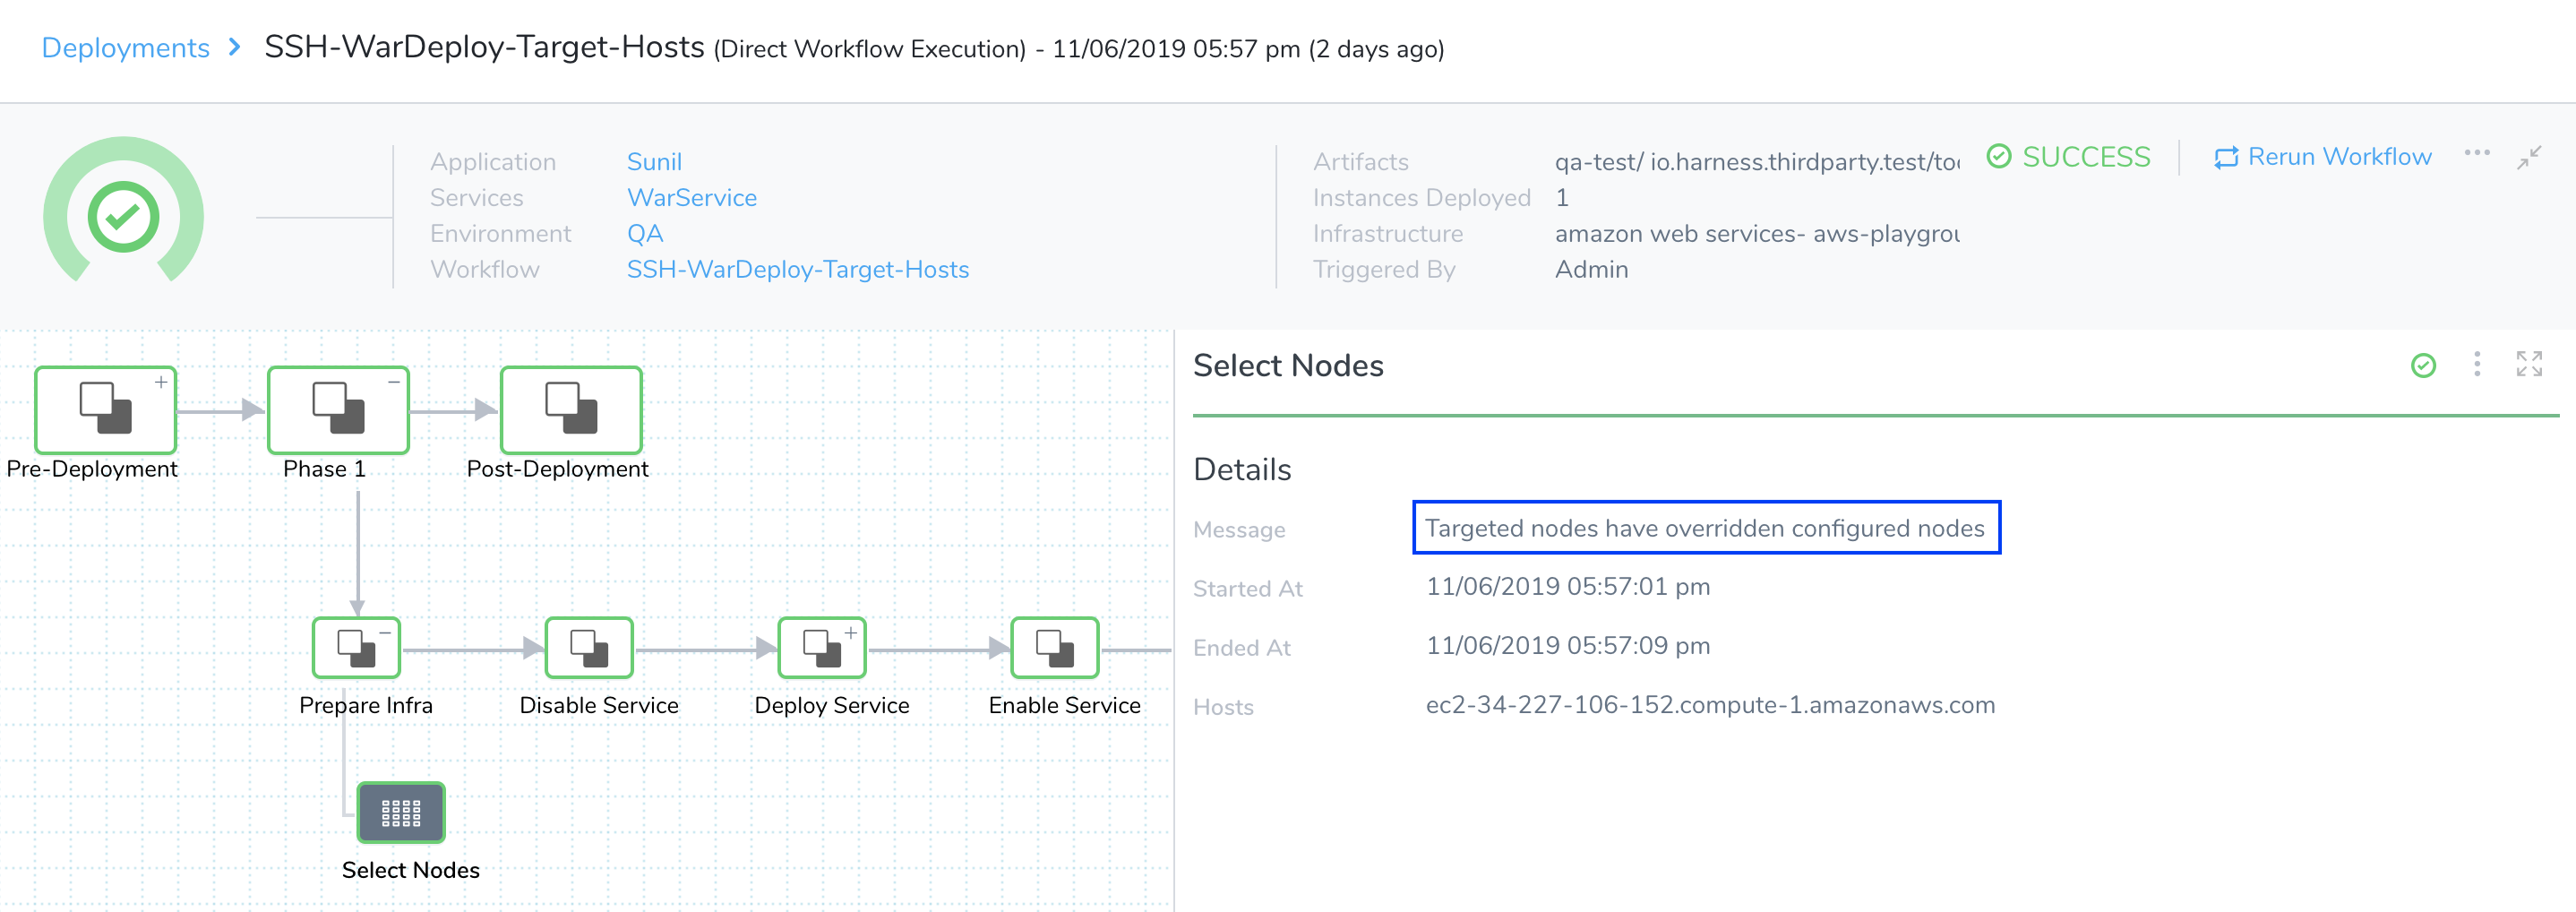 Deployments > SSH-WarDeploy-Target-Hosts (Direct Workflow Execution) - 11/06/2019 05:57 pm (2 days ago)
Application Sunil
Services WarService
Environment QA
Workflow SSH-WarDeploy-Target-Hosts
Artifacts qa-test/ io.harness.thirdparty.test/
Instances Deployed 1
Infrastructure amazon web services- aws-
Triggered By Admin
SUCCESS
Rerun Workflow
Pre-Deployment
Phase 1
Post-Deployment
Prepare Infra
Disable Service
Deploy Service
Enable Service
Select Nodes
Select Nodes
Details
Message Targeted nodes have overridden configured nodes
Started At 11/06/2019 05:57:01 pm
Ended At 11/06/2019 05:57:09 pm
Hosts ec2-34-227-106-152.compute-1.amazonaws.com